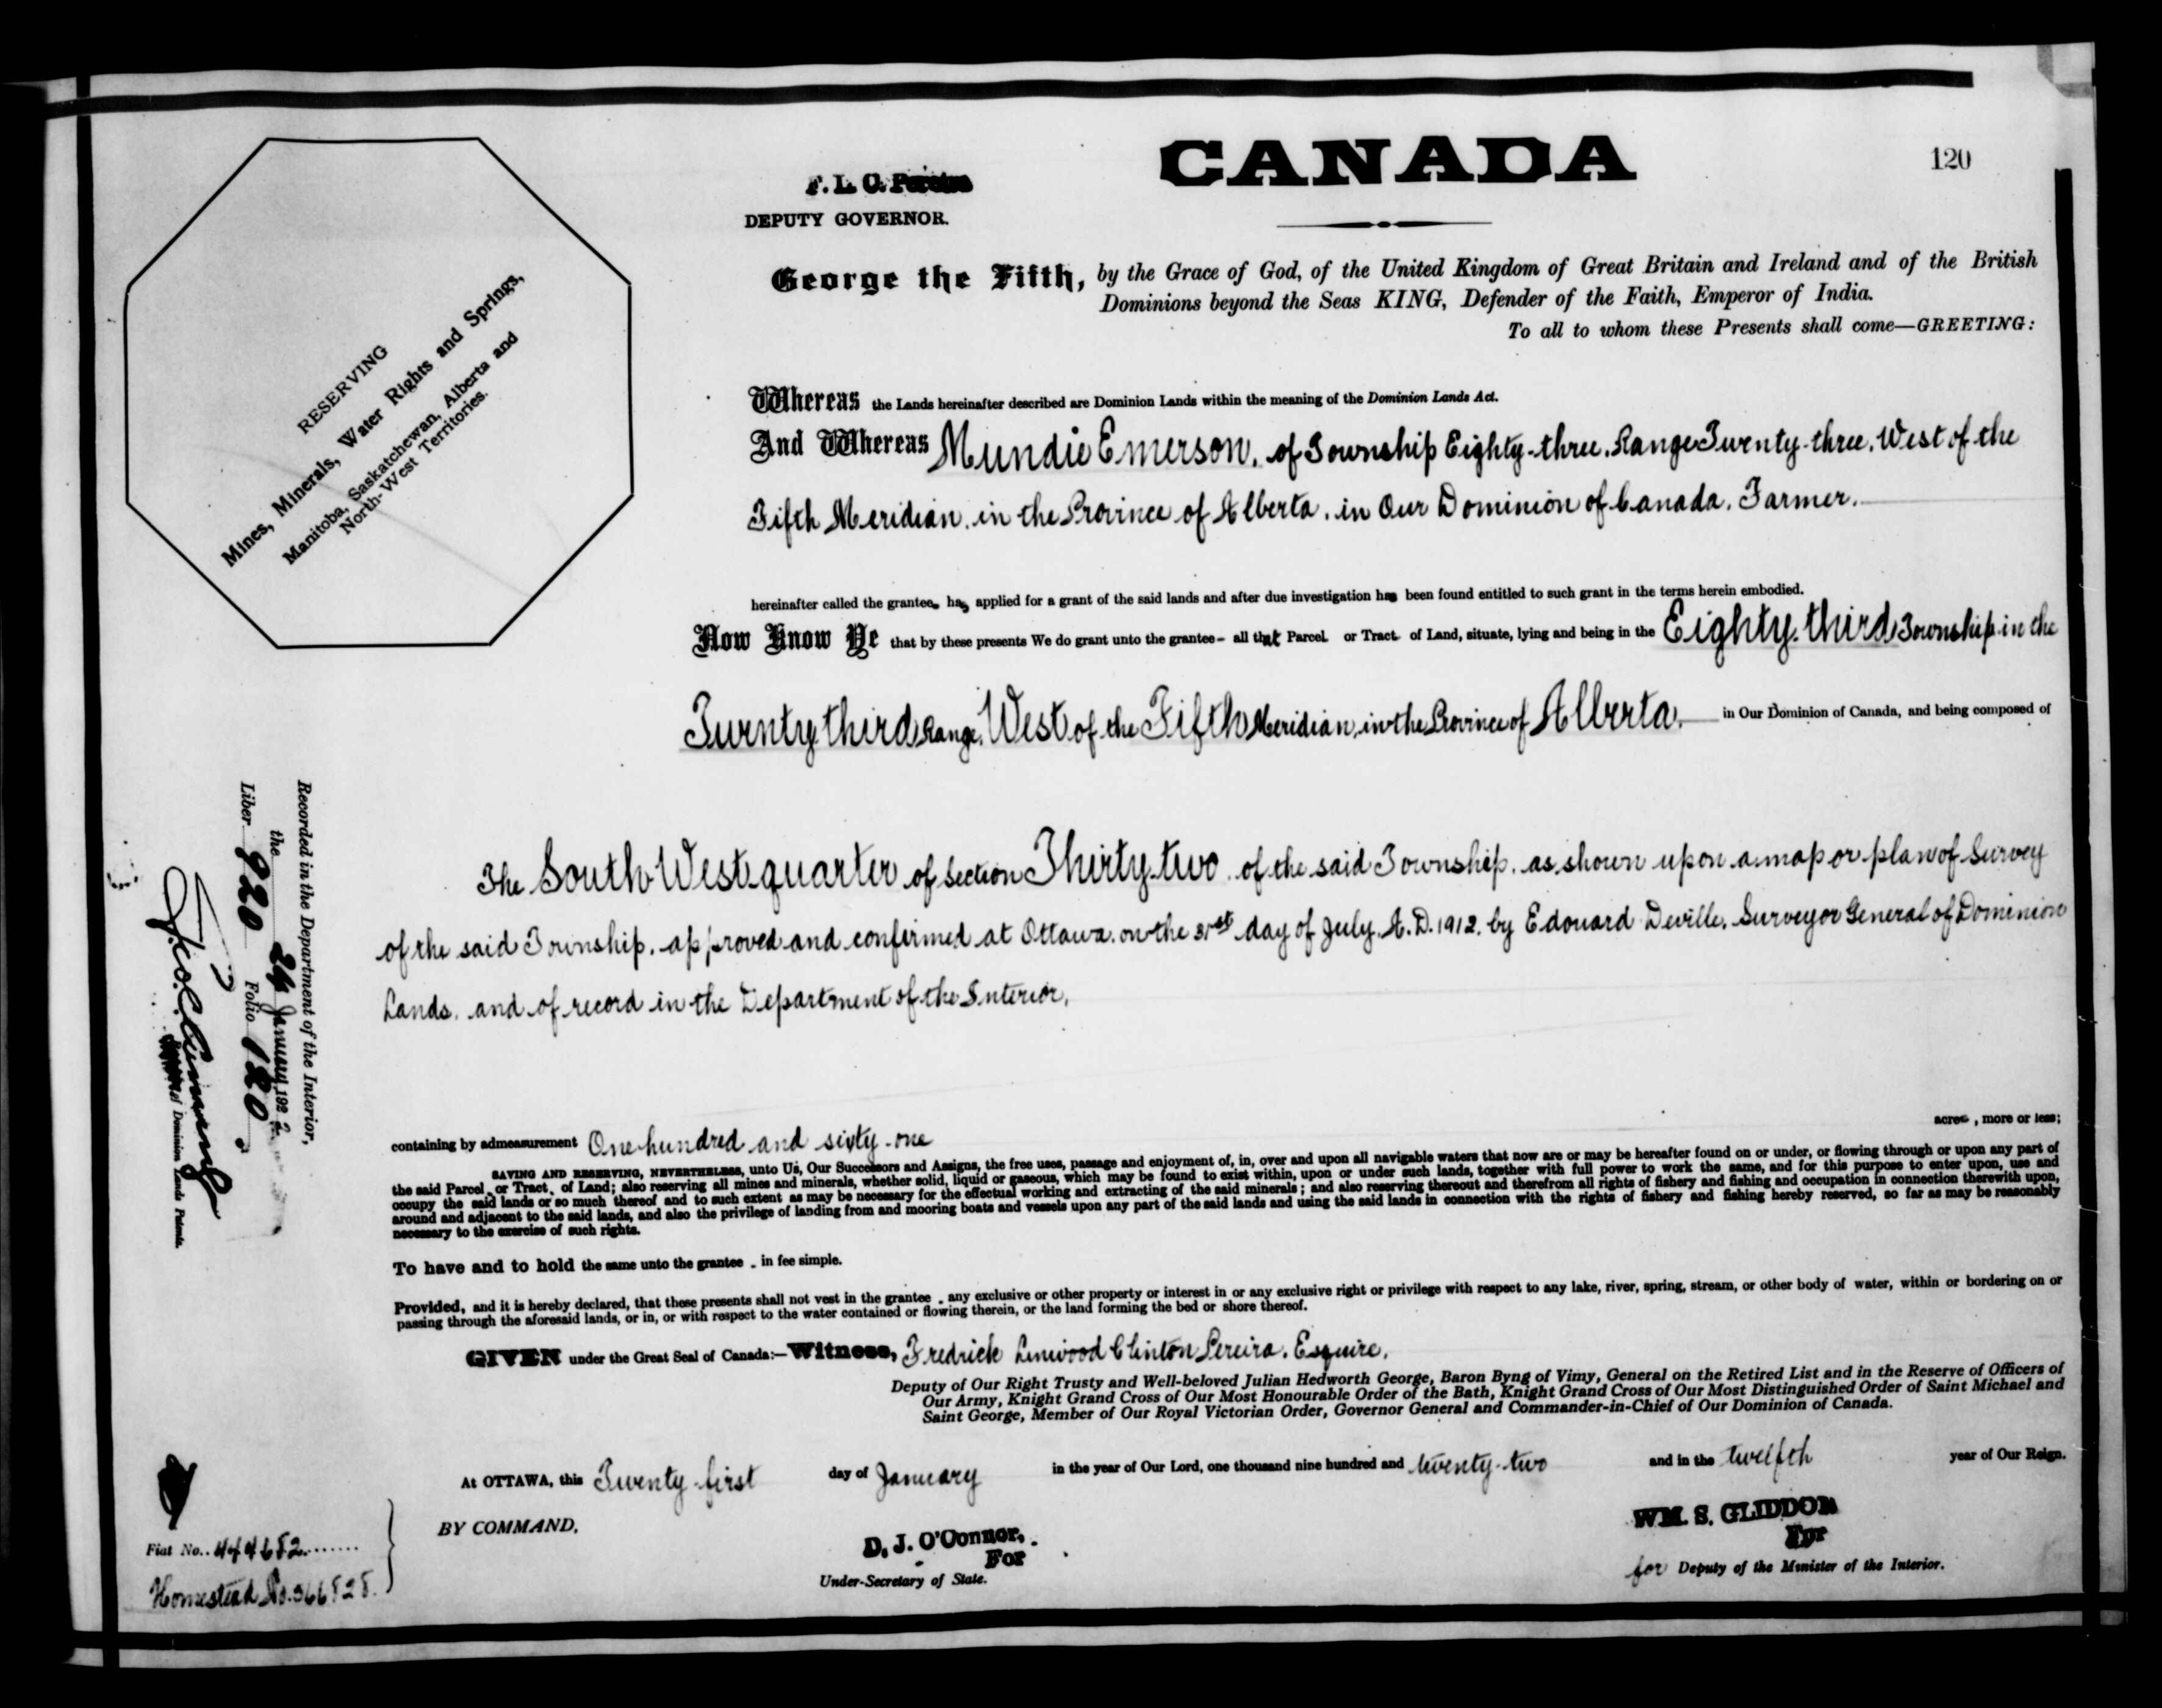 CANADA
120
F. L. C. Pereira
DEPUTY GOVERNOR.
George the Fifth, by the Grace of God, of the United Kingdom of Great Britain and Ireland and of the British
Dominions beyond the Seas KING, Defender of the Faith, Emperor of India.
To all to whom these Presents shall come—GREETING:
RESERVING
Mines, Minerals, Water Rights and Springs,
Manitoba, Saskatchewan, Alberta and
North-West Territories.
Whereas the Lands hereinafter described are Dominion Lands within the meaning of the Dominion Lands Act.
And Whereas Mundie Emerson, of Township Eighty-three, Range Twenty-three, West of the
Fifth Meridian, in the Province of Alberta, in Our Dominion of Canada, Farmer.
hereinafter called the grantee, has applied for a grant of the said lands and after due investigation has been found entitled to such grant in the terms herein embodied.
Now Know Ye that by these presents We do grant unto the grantee - all that Parcel or Tract of Land, situate, lying and being in the Eighty-third Township in the
Twenty third Range, West of the Fifth Meridian, in the Province of Alberta, in Our Dominion of Canada, and being composed of
The South West quarter of Section Thirty-two of the said Township, as shown upon a map or plan of Survey
of the said Township, approved and confirmed at Ottawa, on the 31st day of July, A.D. 1912, by Edouard Deville, Surveyor General of Dominion
Lands, and of record in the Department of the Interior,
containing by admeasurement One hundred and sixty-one acres, more or less;
SAVING AND RESERVING, NEVERTHELESS, unto Us, Our Successors and Assigns, the free uses, passage and enjoyment of, in, over and upon all navigable waters that now are or may be hereafter found on or under, or flowing through or upon any part of
the said Parcel or Tract of Land; also reserving all mines and minerals, whether solid, liquid or gaseous, which may be found to exist within, upon or under such lands, together with full power to work the same, and for this purpose to enter upon, use and
occupy the said lands or so much thereof and to such extent as may be necessary for the effectual working and extracting of the said minerals; and also reserving thereout and therefrom all rights of fishery and fishing and occupation in connection therewith upon,
around and adjacent to the said lands, and also the privilege of landing from and mooring boats and vessels upon any part of the said lands and using the said lands in connection with the rights of fishery and fishing hereby reserved, so far as may be reasonably
necessary to the exercise of such rights.
To have and to hold the same unto the grantee in fee simple.
Provided, and it is hereby declared, that these presents shall not vest in the grantee any exclusive or other property or interest in or any exclusive right or privilege with respect to any lake, river, spring, stream, or other body of water, within or bordering on or
passing through the aforesaid lands, or in, or with respect to the water contained or flowing therein, or the land forming the bed or shore thereof.
GIVEN under the Great Seal of Canada:—Witness, Fredrick Linwood Clinton Pereira, Esquire,
Deputy of Our Right Trusty and Well-beloved Julian Hedworth George, Baron Byng of Vimy, General on the Retired List and in the Reserve of Officers of
Our Army, Knight Grand Cross of Our Most Honourable Order of the Bath, Knight Grand Cross of Our Most Distinguished Order of Saint Michael and
Saint George, Member of Our Royal Victorian Order, Governor General and Commander-in-Chief of Our Dominion of Canada.
At OTTAWA, this Twenty-first day of January in the year of Our Lord, one thousand nine hundred and twenty-two and in the twelfth year of Our Reign.
BY COMMAND,
D. J. O'Connor,
For
Under-Secretary of State.
WM. S. GLIDDON
For
for Deputy of the Minister of the Interior.
Recorded in the Department of the Interior,
the 24 January 1922
Liber 920 Folio 120
of Dominion Lands Patents.
Fiat No. 444652
Homestead No. 366828.